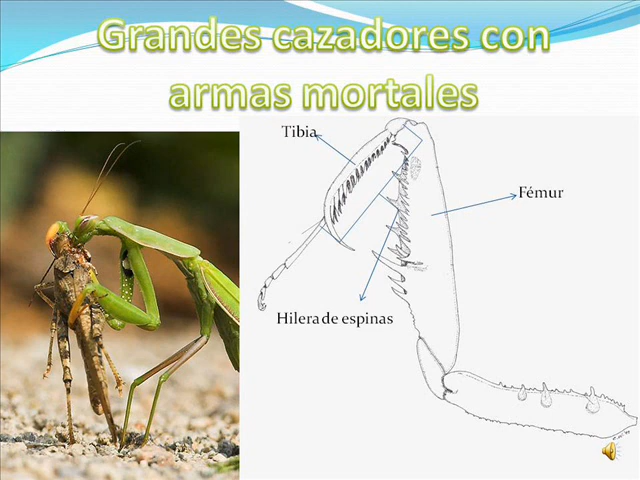 Grandes cazadores con
armas mortales
Tibia
Fémur
Hilera de espinas